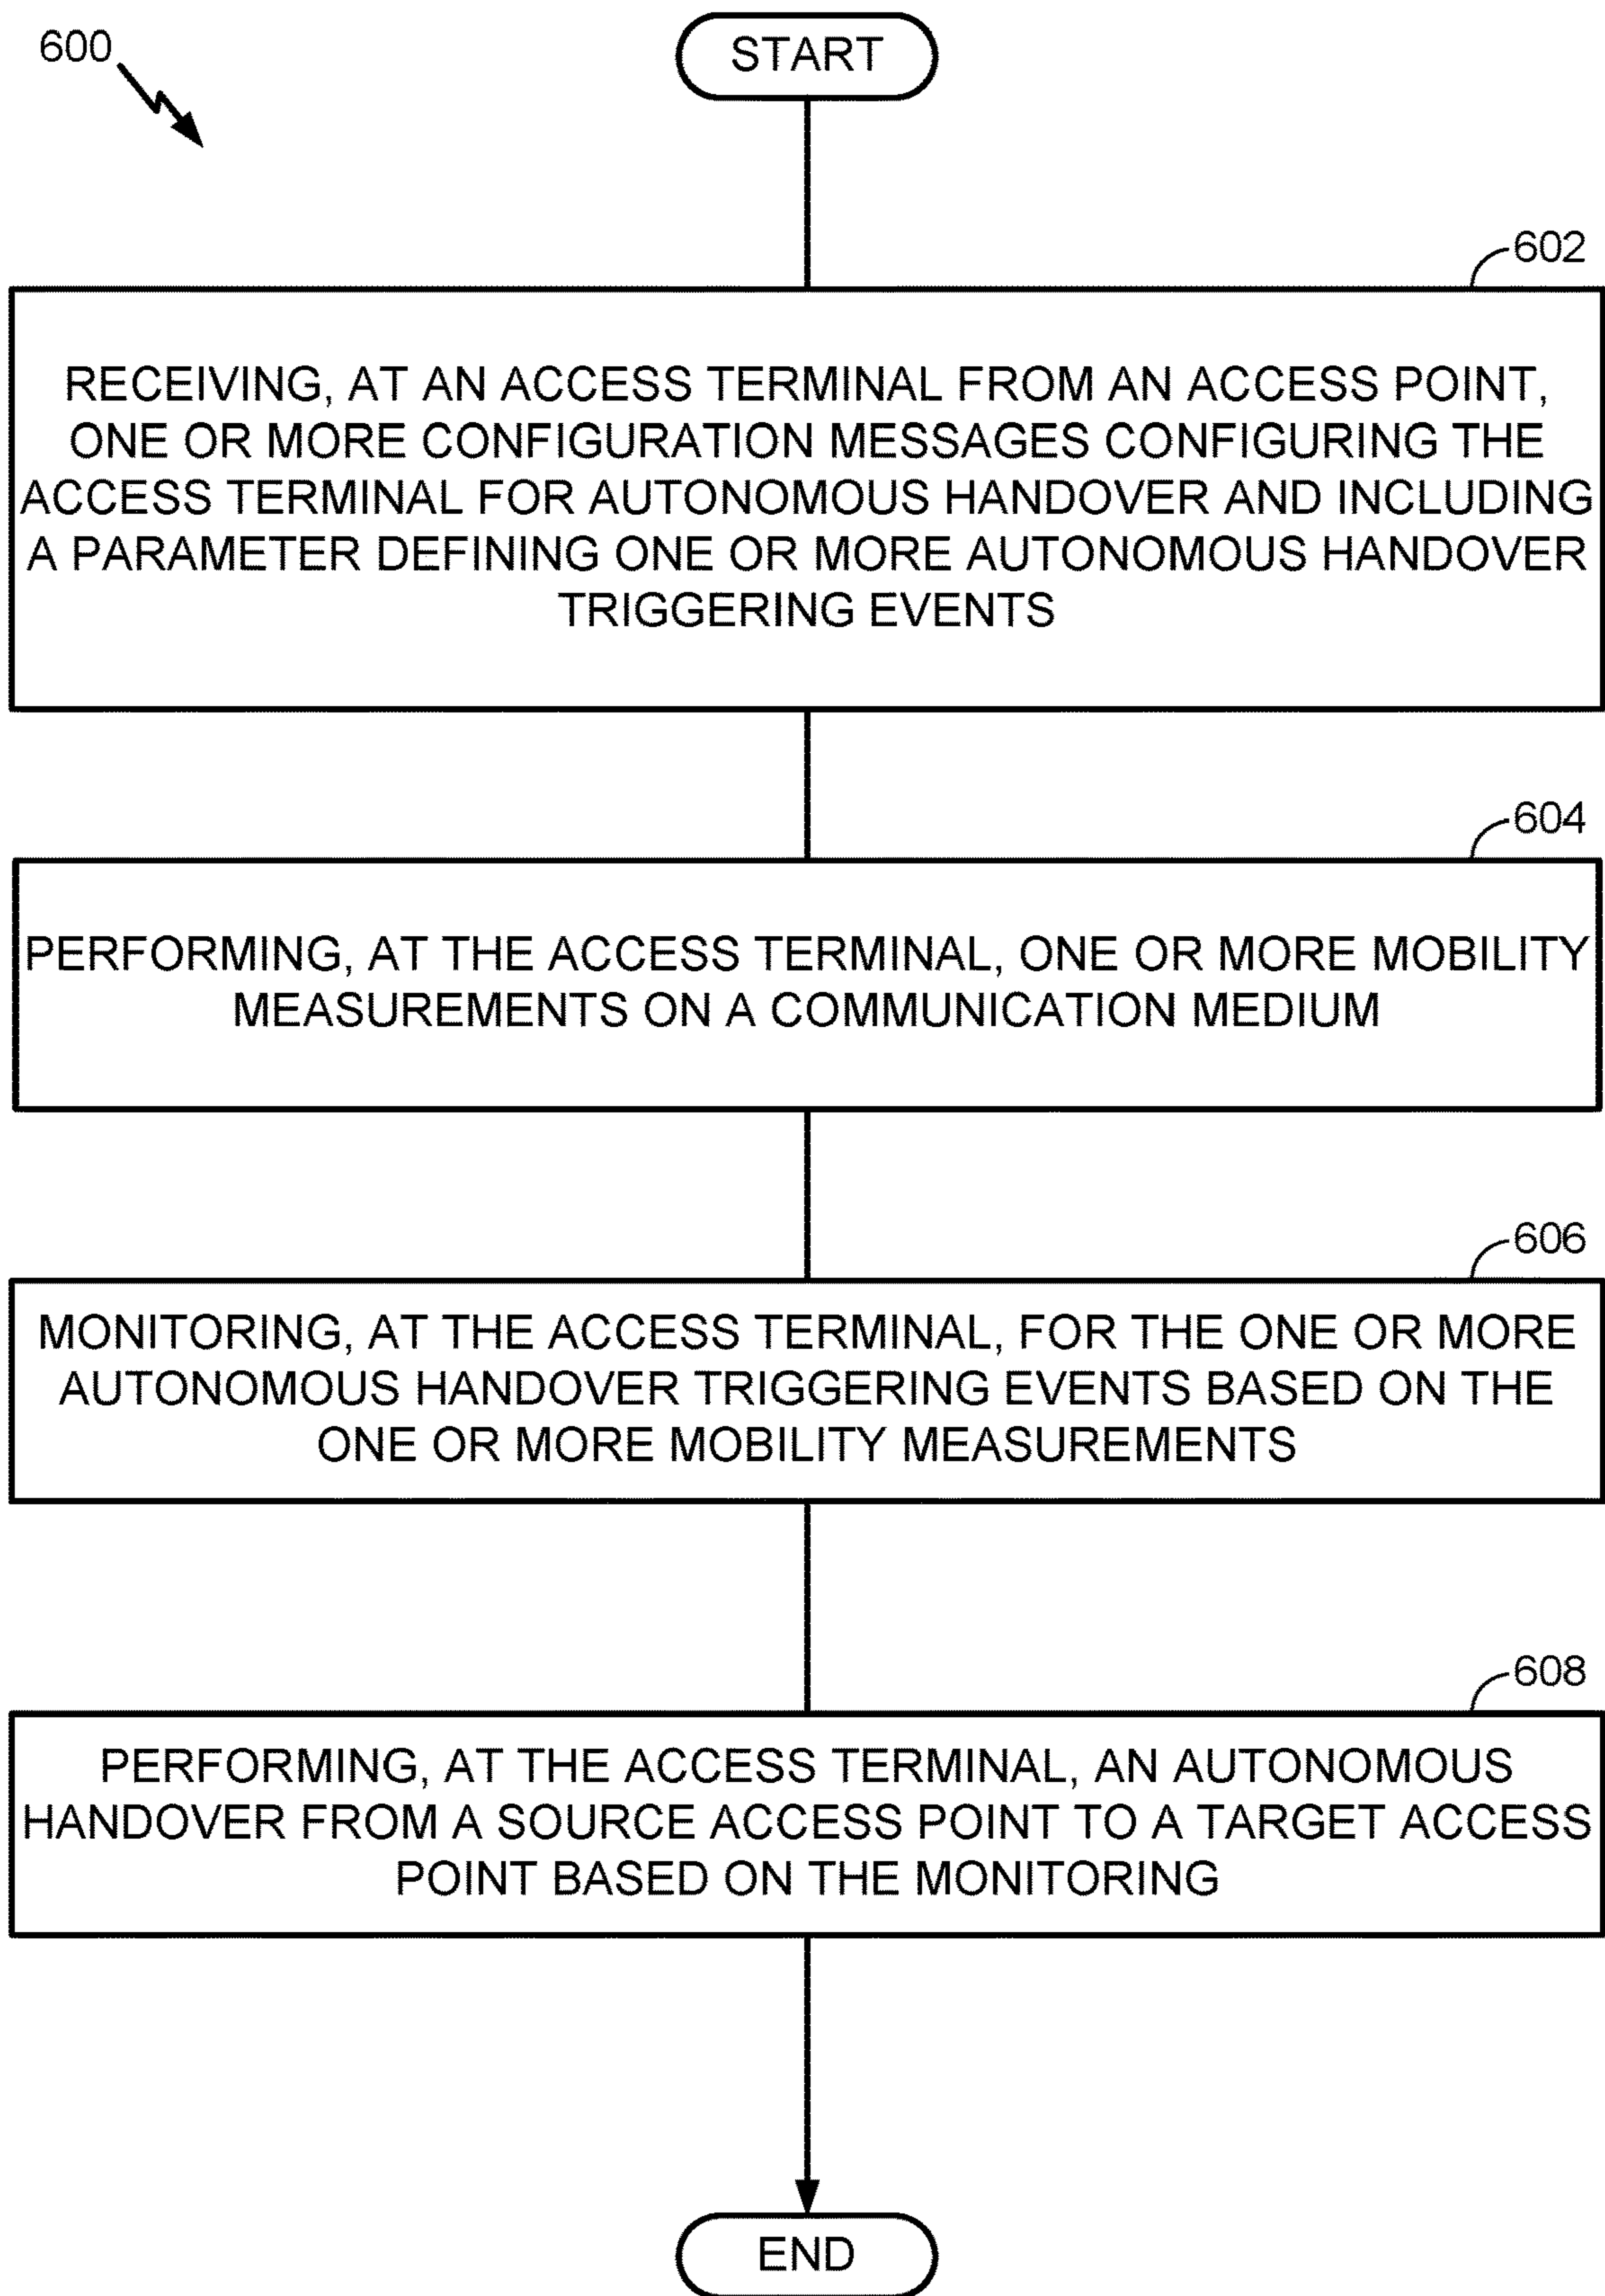 600
START
602
RECEIVING, AT AN ACCESS TERMINAL FROM AN ACCESS POINT,
ONE OR MORE CONFIGURATION MESSAGES CONFIGURING THE
ACCESS TERMINAL FOR AUTONOMOUS HANDOVER AND INCLUDING
A PARAMETER DEFINING ONE OR MORE AUTONOMOUS HANDOVER
TRIGGERING EVENTS
604
PERFORMING, AT THE ACCESS TERMINAL, ONE OR MORE MOBILITY
MEASUREMENTS ON A COMMUNICATION MEDIUM
606
MONITORING, AT THE ACCESS TERMINAL, FOR THE ONE OR MORE
AUTONOMOUS HANDOVER TRIGGERING EVENTS BASED ON THE
ONE OR MORE MOBILITY MEASUREMENTS
608
PERFORMING, AT THE ACCESS TERMINAL, AN AUTONOMOUS
HANDOVER FROM A SOURCE ACCESS POINT TO A TARGET ACCESS
POINT BASED ON THE MONITORING
END